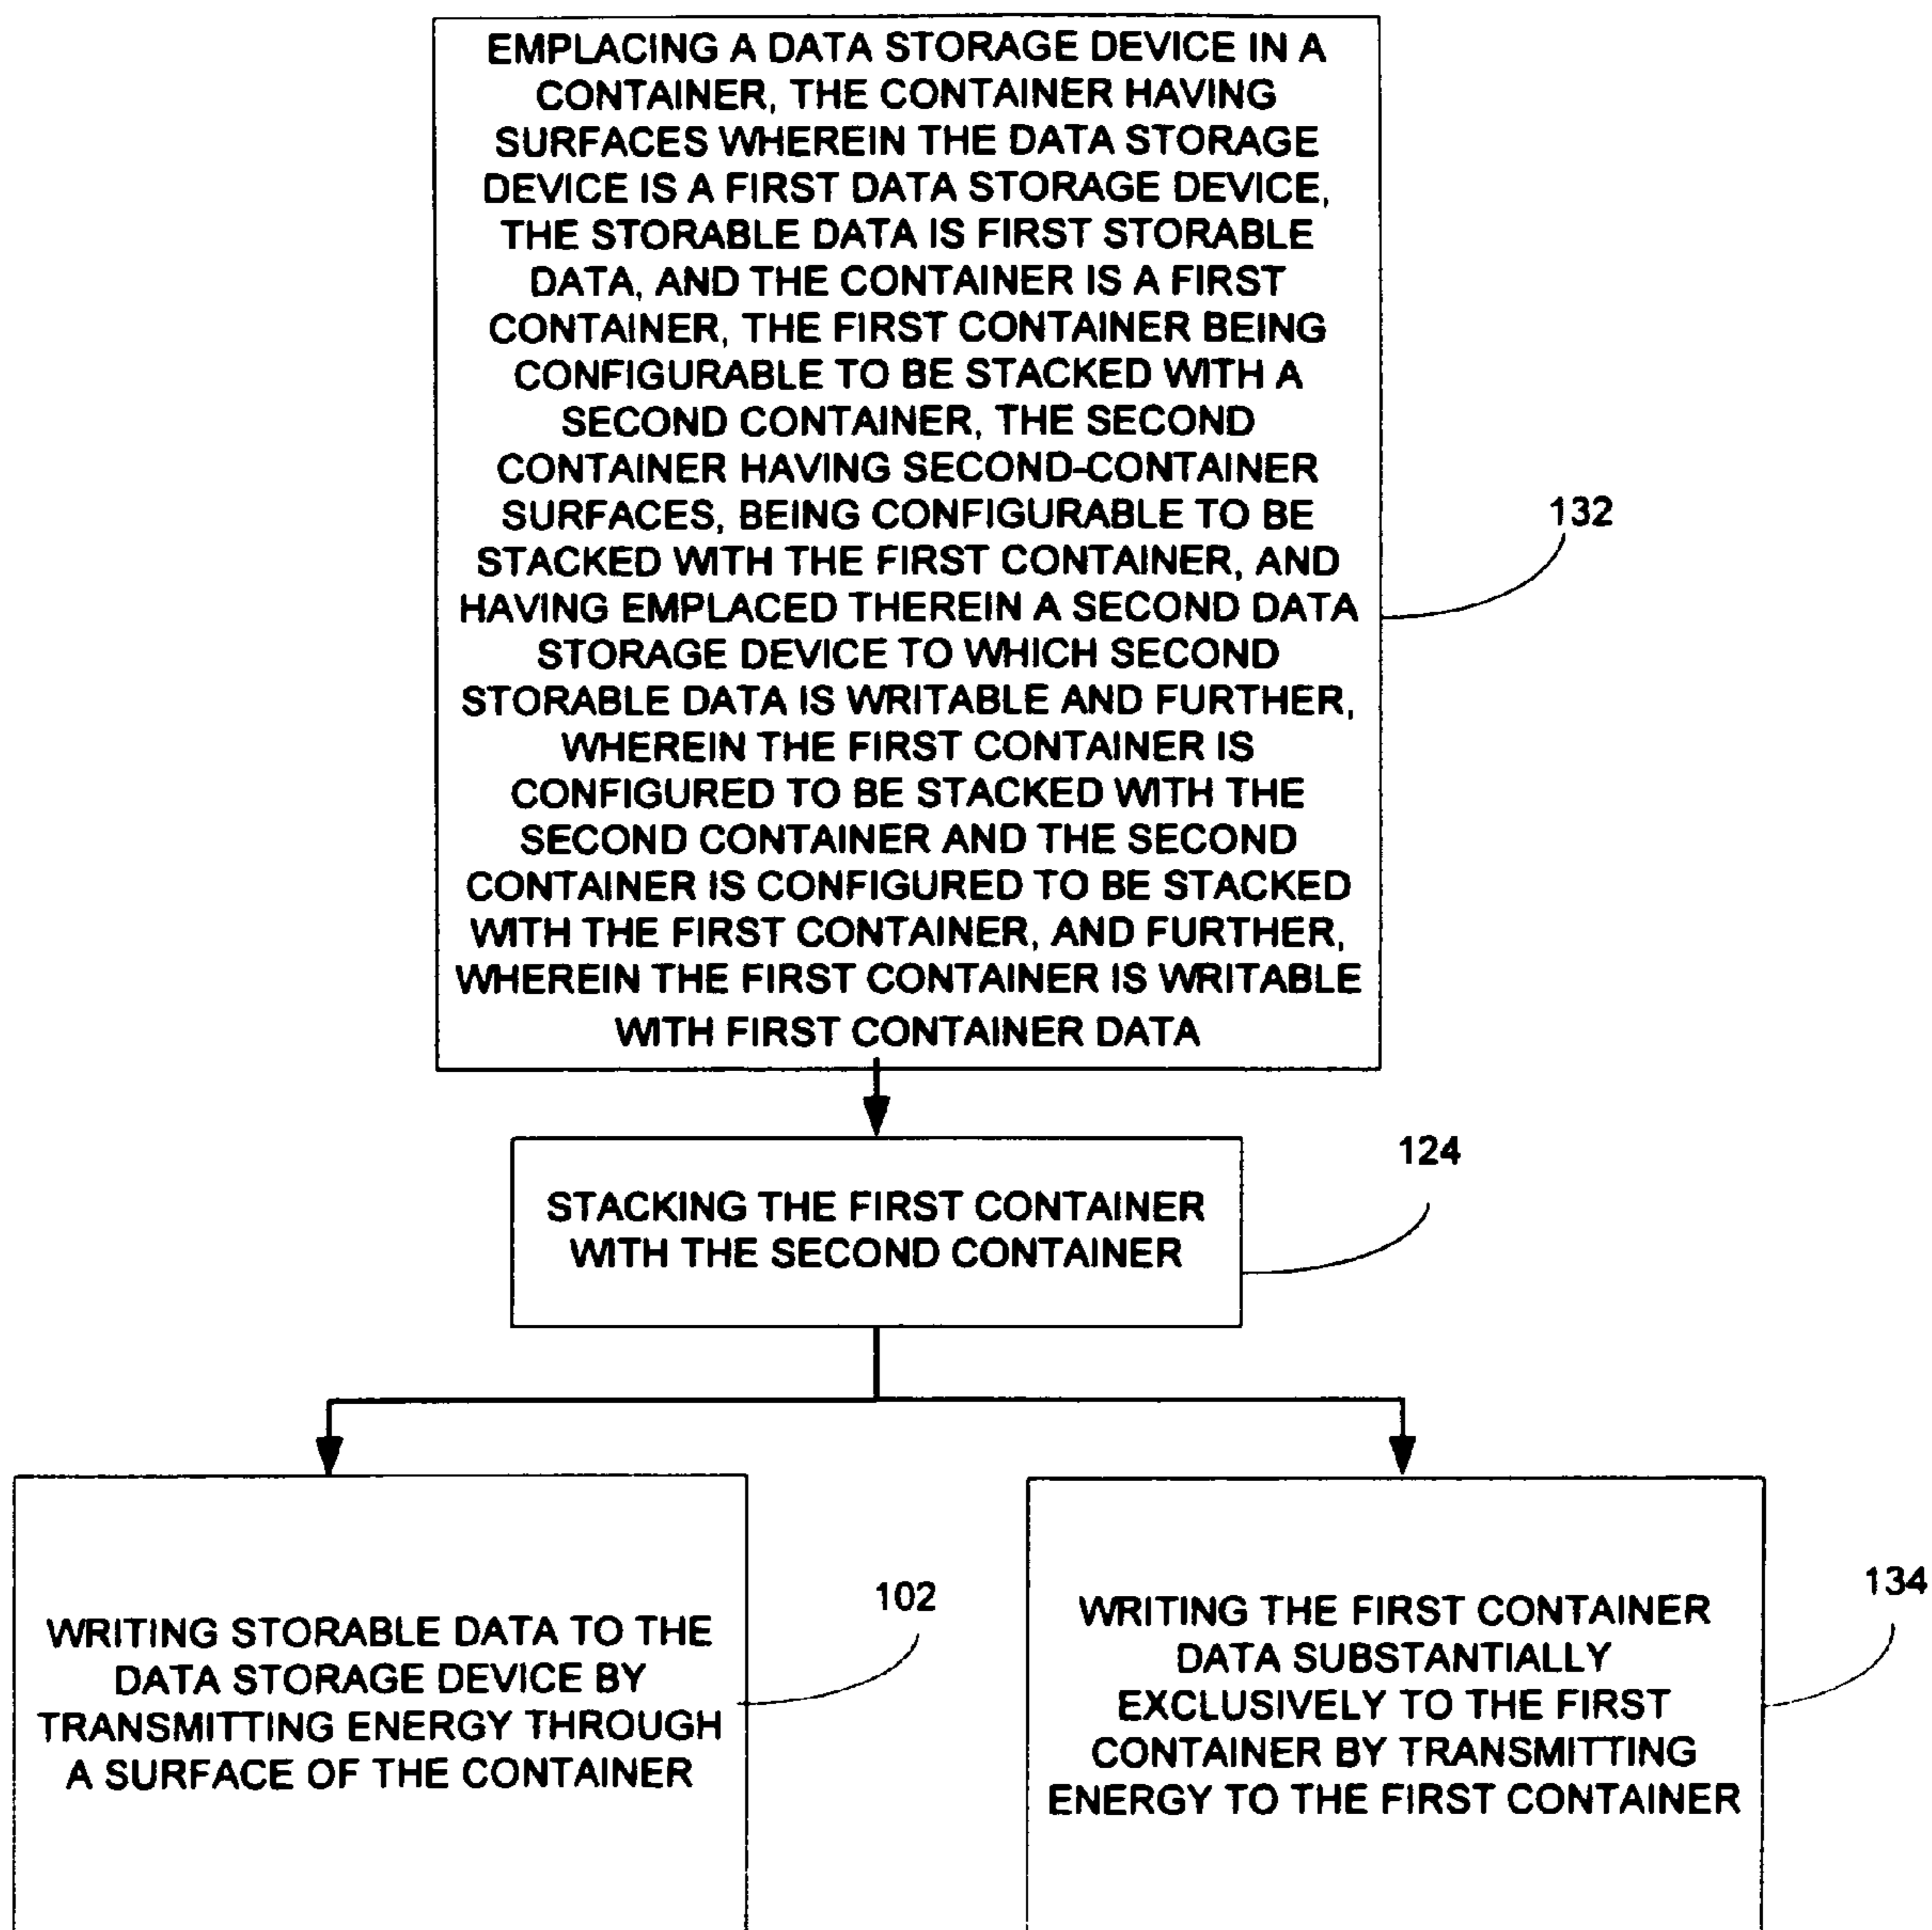 EMPLACING A DATA STORAGE DEVICE IN A
CONTAINER, THE CONTAINER HAVING
SURFACES WHEREIN THE DATA STORAGE
DEVICE IS A FIRST DATA STORAGE DEVICE,
THE STORABLE DATA IS FIRST STORABLE
DATA, AND THE CONTAINER IS A FIRST
CONTAINER, THE FIRST CONTAINER BEING
CONFIGURABLE TO BE STACKED WITH A
SECOND CONTAINER, THE SECOND
CONTAINER HAVING SECOND-CONTAINER
SURFACES, BEING CONFIGURABLE TO BE
STACKED WITH THE FIRST CONTAINER, AND
HAVING EMPLACED THEREIN A SECOND DATA
STORAGE DEVICE TO WHICH SECOND
STORABLE DATA IS WRITABLE AND FURTHER,
WHEREIN THE FIRST CONTAINER IS
CONFIGURED TO BE STACKED WITH THE
SECOND CONTAINER AND THE SECOND
CONTAINER IS CONFIGURED TO BE STACKED
WITH THE FIRST CONTAINER, AND FURTHER,
WHEREIN THE FIRST CONTAINER IS WRITABLE
WITH FIRST CONTAINER DATA
132
STACKING THE FIRST CONTAINER
WITH THE SECOND CONTAINER
124
WRITING STORABLE DATA TO THE
DATA STORAGE DEVICE BY
TRANSMITTING ENERGY THROUGH
A SURFACE OF THE CONTAINER
102
WRITING THE FIRST CONTAINER
DATA SUBSTANTIALLY
EXCLUSIVELY TO THE FIRST
CONTAINER BY TRANSMITTING
ENERGY TO THE FIRST CONTAINER
134